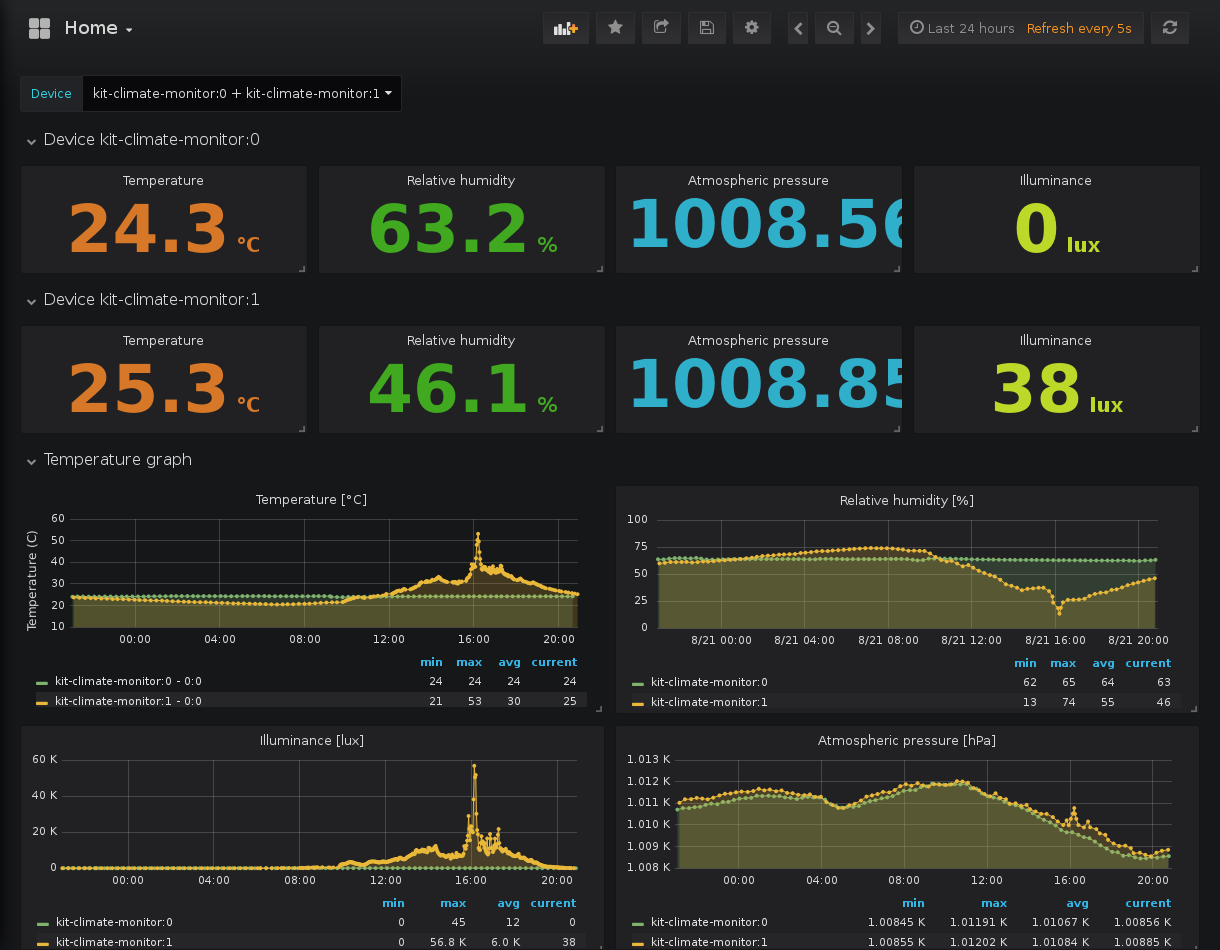 Home
Last 24 hours Refresh every 5s
Device kit-climate-monitor:0 + kit-climate-monitor:1
Device kit-climate-monitor:0
Temperature Relative humidity Atmospheric pressure Illuminance
24.3 °C 63.2 % 1008.56 0 lux
Device kit-climate-monitor:1
Temperature Relative humidity Atmospheric pressure Illuminance
25.3 °C 46.1 % 1008.85 38 lux
Temperature graph
Temperature [°C]
Temperature (C)
60
50
40
30
20
10
00:00 04:00 08:00 12:00 16:00 20:00
min max avg current
kit-climate-monitor:0 - 0:0 24 24 24 24
kit-climate-monitor:1 - 0:0 21 53 30 25
Relative humidity [%]
100
75
50
25
0
8/21 00:00 8/21 04:00 8/21 08:00 8/21 12:00 8/21 16:00 8/21 20:00
min max avg current
kit-climate-monitor:0 62 65 64 63
kit-climate-monitor:1 13 74 55 46
Illuminance [lux]
60 K
40 K
20 K
0
00:00 04:00 08:00 12:00 16:00 20:00
min max avg current
kit-climate-monitor:0 0 45 12 0
kit-climate-monitor:1 0 56.8 K 6.0 K 38
Atmospheric pressure [hPa]
1.013 K
1.012 K
1.011 K
1.010 K
1.009 K
1.008 K
00:00 04:00 08:00 12:00 16:00 20:00
min max avg current
kit-climate-monitor:0 1.00845 K 1.01191 K 1.01067 K 1.00856 K
kit-climate-monitor:1 1.00855 K 1.01202 K 1.01084 K 1.00885 K